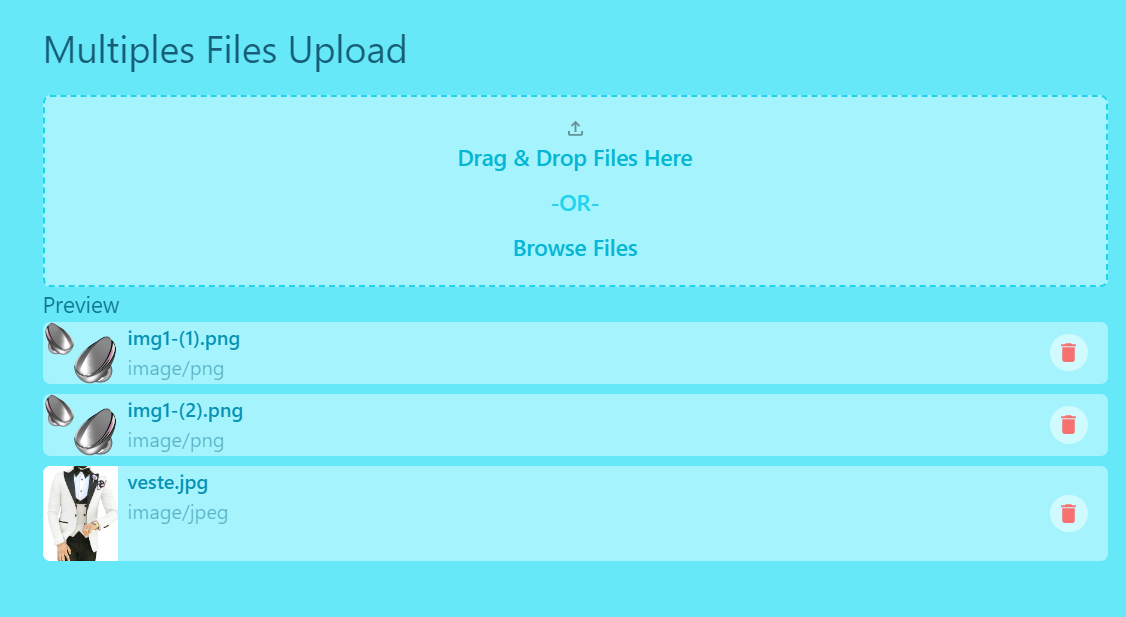 Multiples Files Upload
Drag & Drop Files Here
-OR-
Browse Files
Preview
img1-(1).png
image/png
img1-(2).png
image/png
veste.jpg
image/jpeg